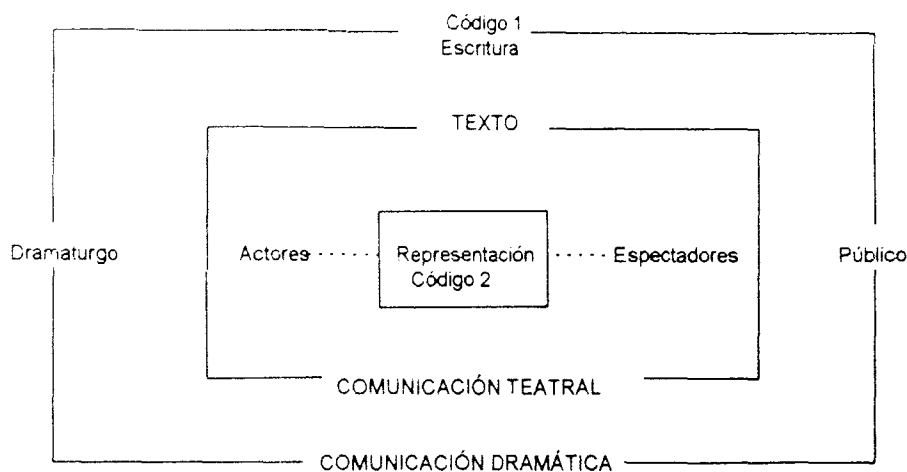 Código 1
Escritura
TEXTO
Dramaturgo
Actores
Representación
Código 2
Espectadores
Público
COMUNICACIÓN TEATRAL
COMUNICACIÓN DRAMÁTICA